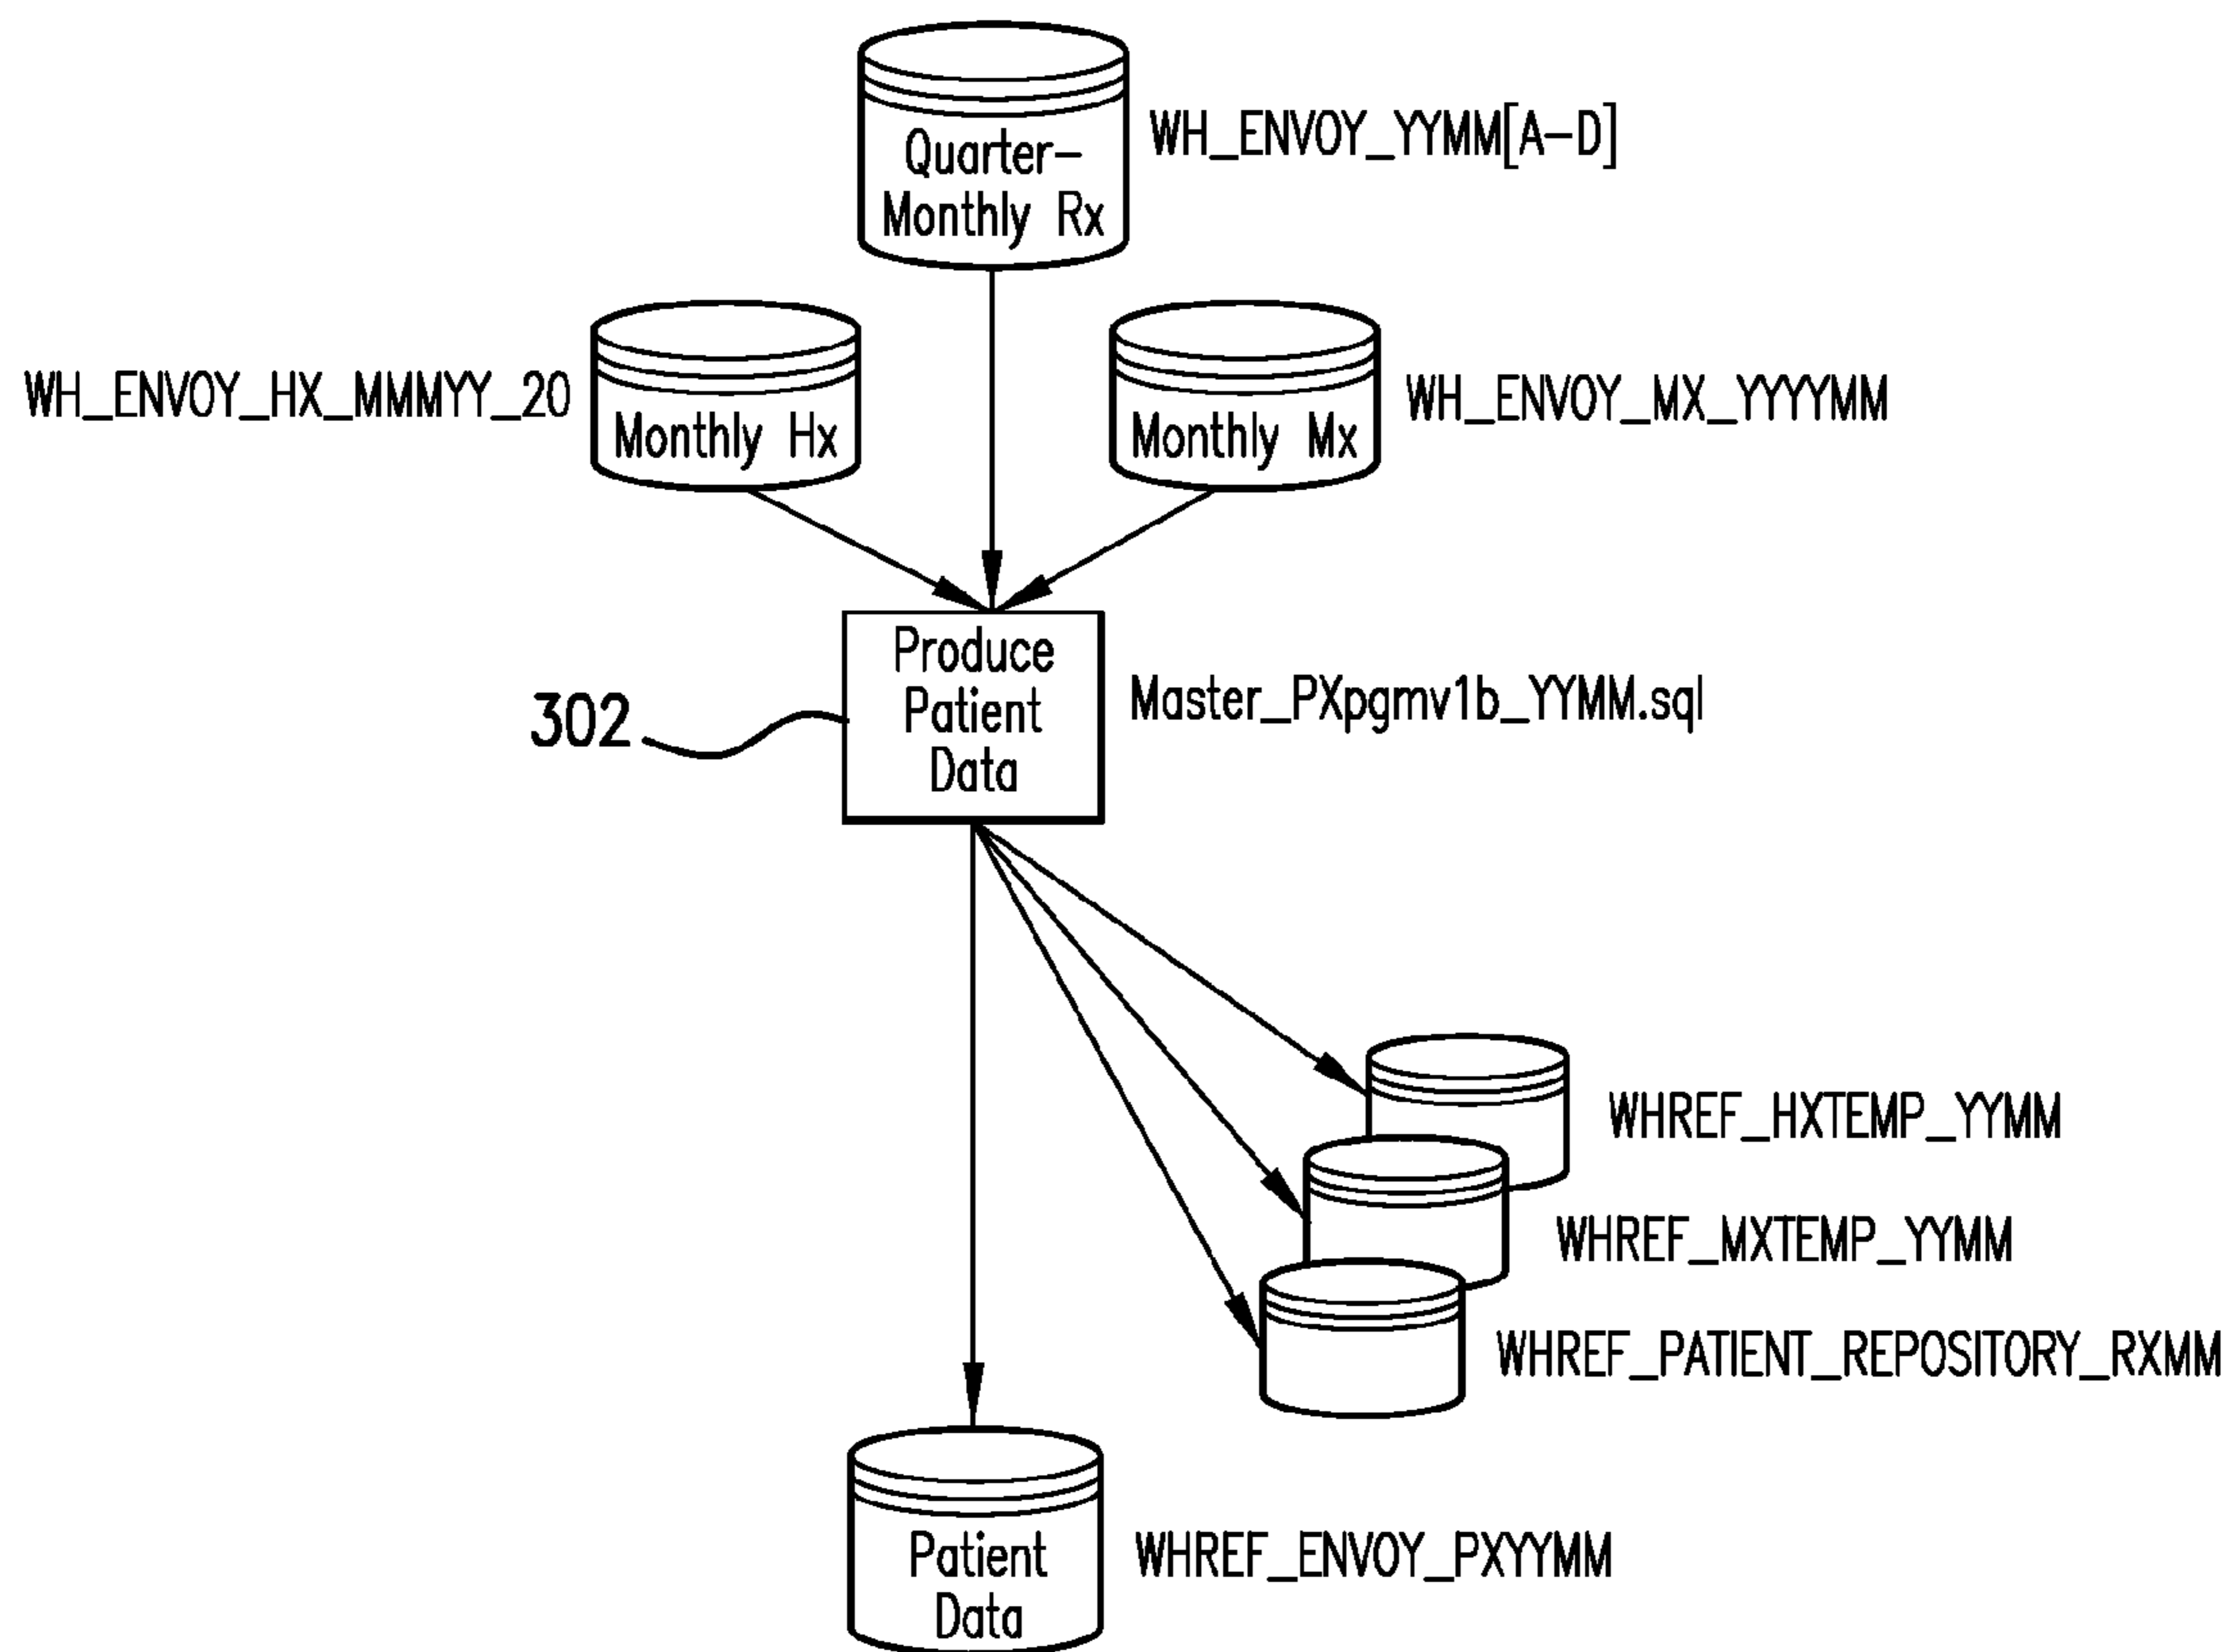 Quarter-
Monthly Rx
WH_ENVOY_YYMM[A-D]
WH_ENVOY_HX_MMMYY_20
Monthly Hx
Monthly Mx
WH_ENVOY_MX_YYYYMM
Produce
Patient
Data
302
Master_PXpgmv1b_YYMM.sql
WHREF_HXTEMP_YYMM
WHREF_MXTEMP_YYMM
WHREF_PATIENT_REPOSITORY_RXMM
Patient
Data
WHREF_ENVOY_PXYYMM